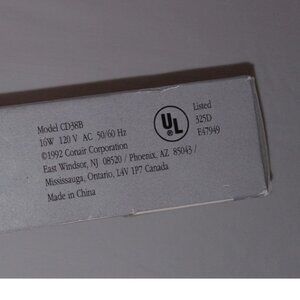 Model CD38B
16W 120 V AC 50/60 Hz
©1992 Conair Corporation
East Windsor, NJ 08520 / Phoenix, AZ 85043 /
Mississauga, Ontario, L4V 1P7 Canada
Made in China
UL
Listed
325D
E47949